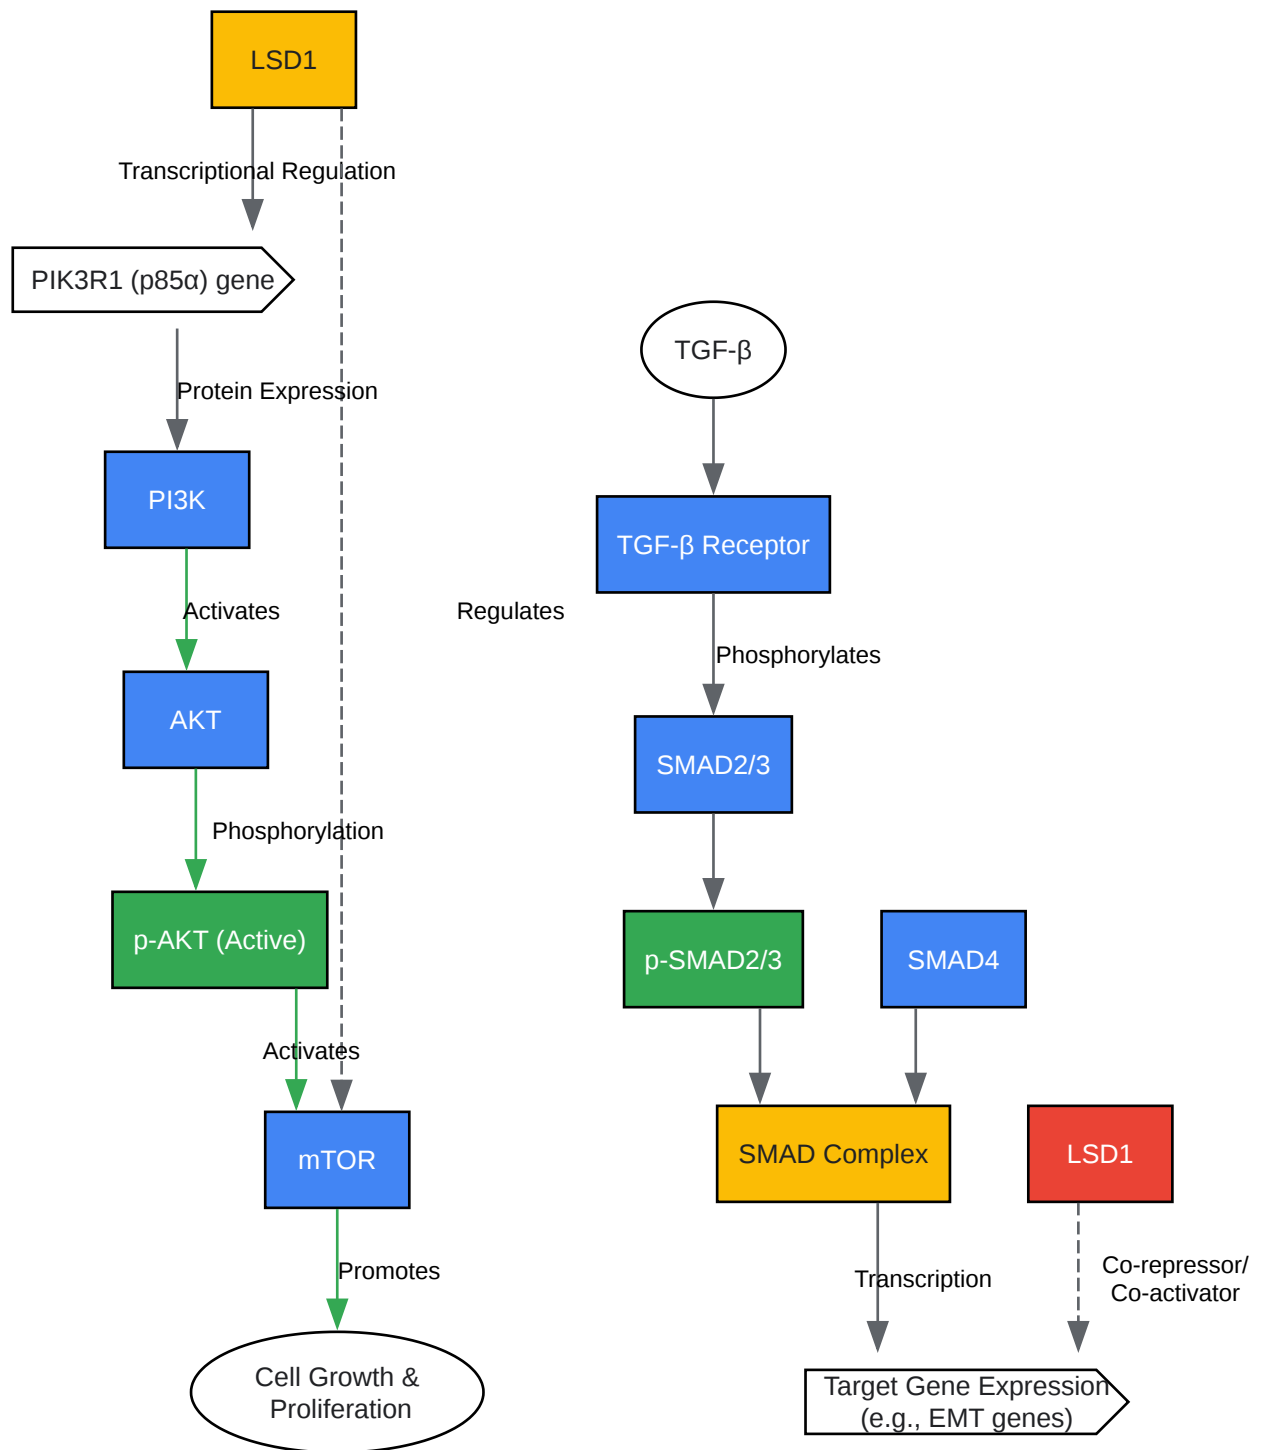 LSD1
Transcriptional Regulation
PIK3R1 (p85α) gene
Protein Expression
PI3K
Activates
AKT
Phosphorylation
p-AKT (Active)
Activates
mTOR
Promotes
Cell Growth &
Proliferation
Regulates
TGF-β
TGF-β Receptor
Phosphorylates
SMAD2/3
p-SMAD2/3
SMAD4
SMAD Complex
LSD1
Transcription
Co-repressor/
Co-activator
Target Gene Expression
(e.g., EMT genes)